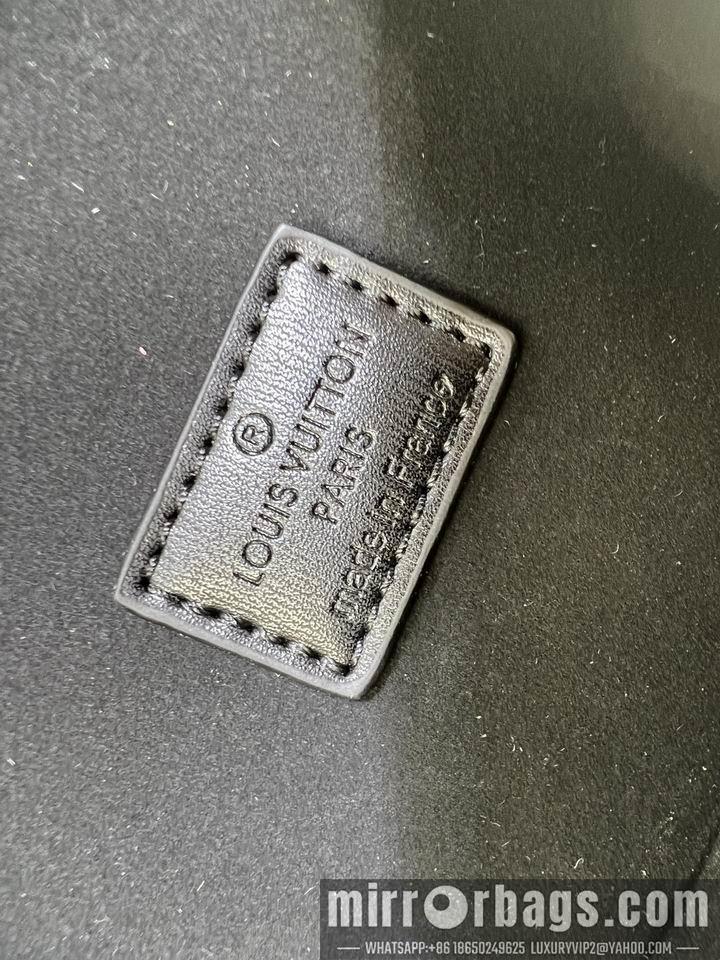 ®
LOUIS VUITTON
PARIS
made in France
mirrorbags.com
WHATSAPP:+86 18650249625 LUXURYVIP2@YAHOO.COM